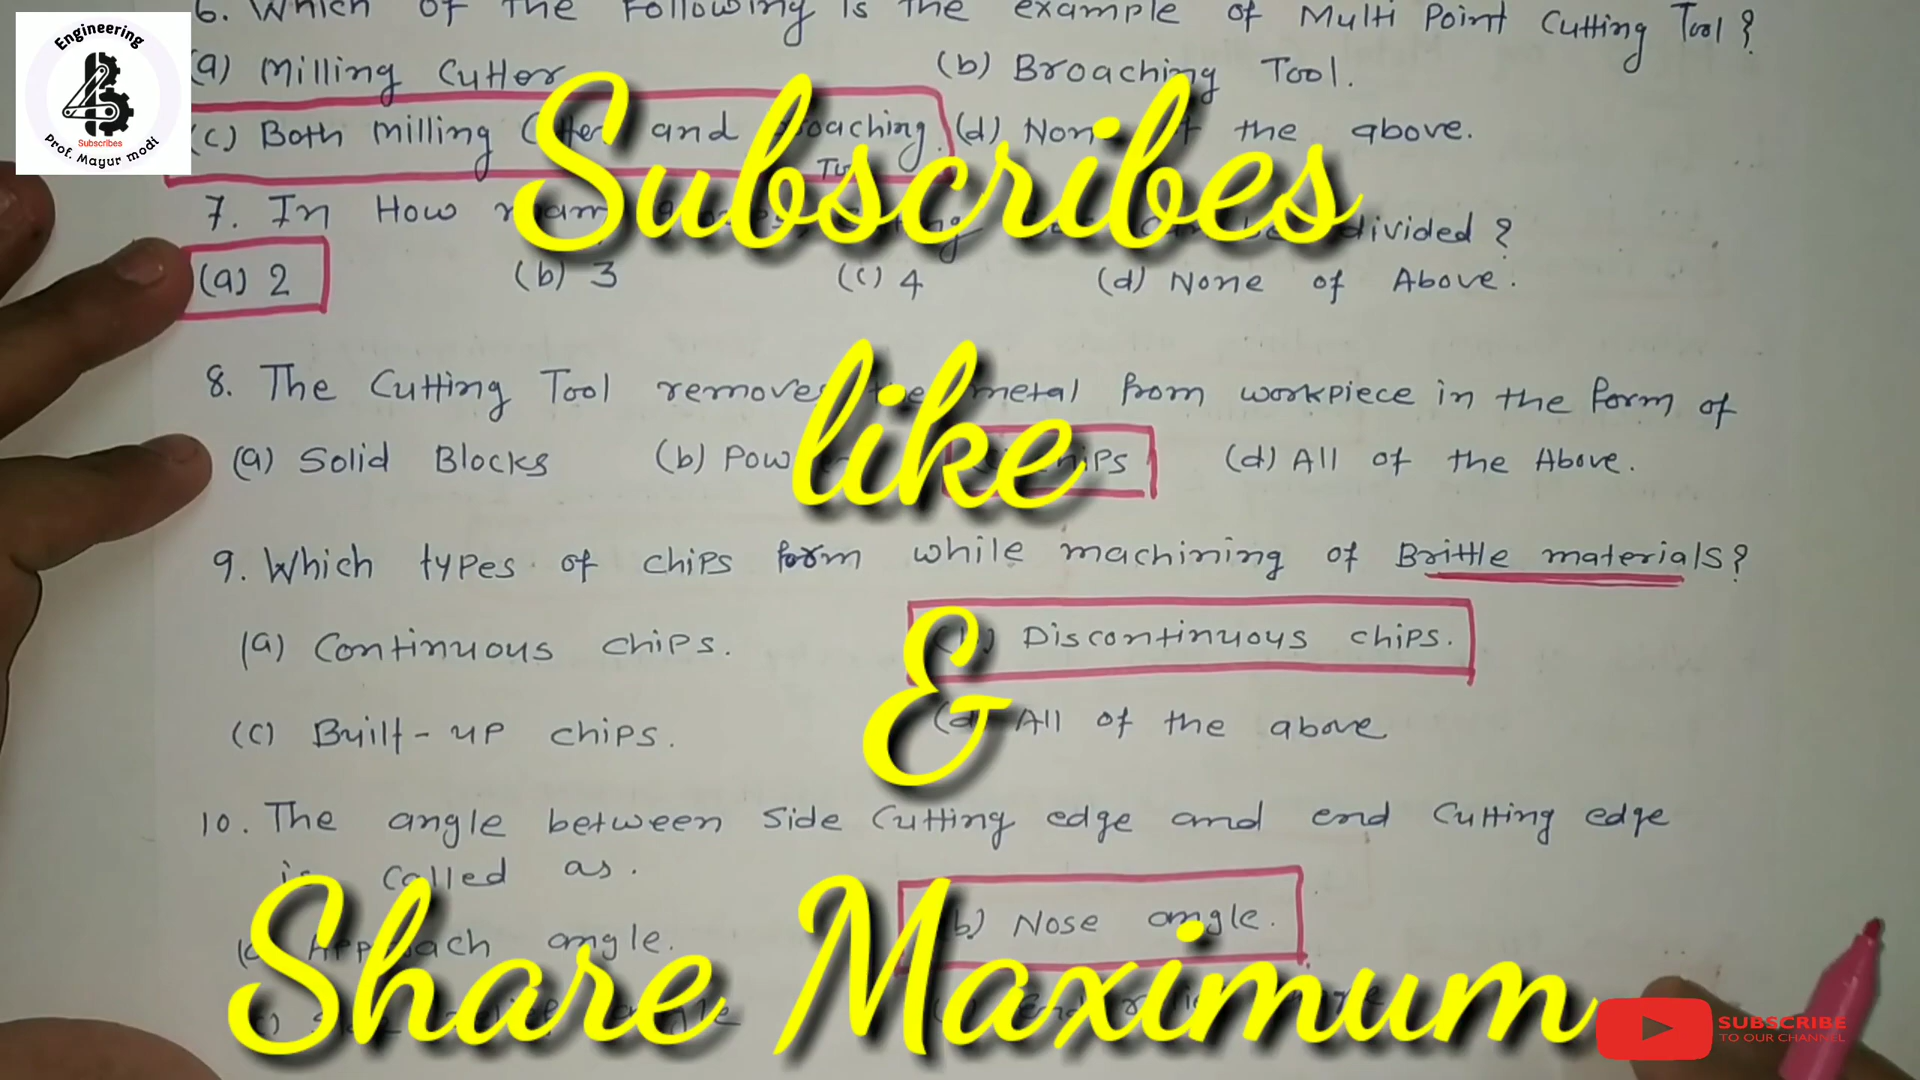 Engineering
Subscribes
Prof. Mayur modi
6. Which of the Following is the example of Multi Point Cutting Tool?
(a) Milling Cutter (b) Broaching Tool.
(c) Both Milling and (d) the above.
7. In How divided?
(a) 2 (b) 3 (c) 4 (d) None of Above.
8. The Cutting Tool metal from workpiece in the form of
(a) Solid Blocks (b) (d) All of the Above.
9. Which types of chips form while machining of Brittle materials?
(a) Continuous chips. Discontinuous chips.
(c) Built-up chips. All of the above
10. The angle between side Cutting edge and end Cutting edge
called as.
angle. (b) Nose angle.
Subscribes
like
&
Share Maximum
SUBSCRIBE
TO OUR CHANNEL